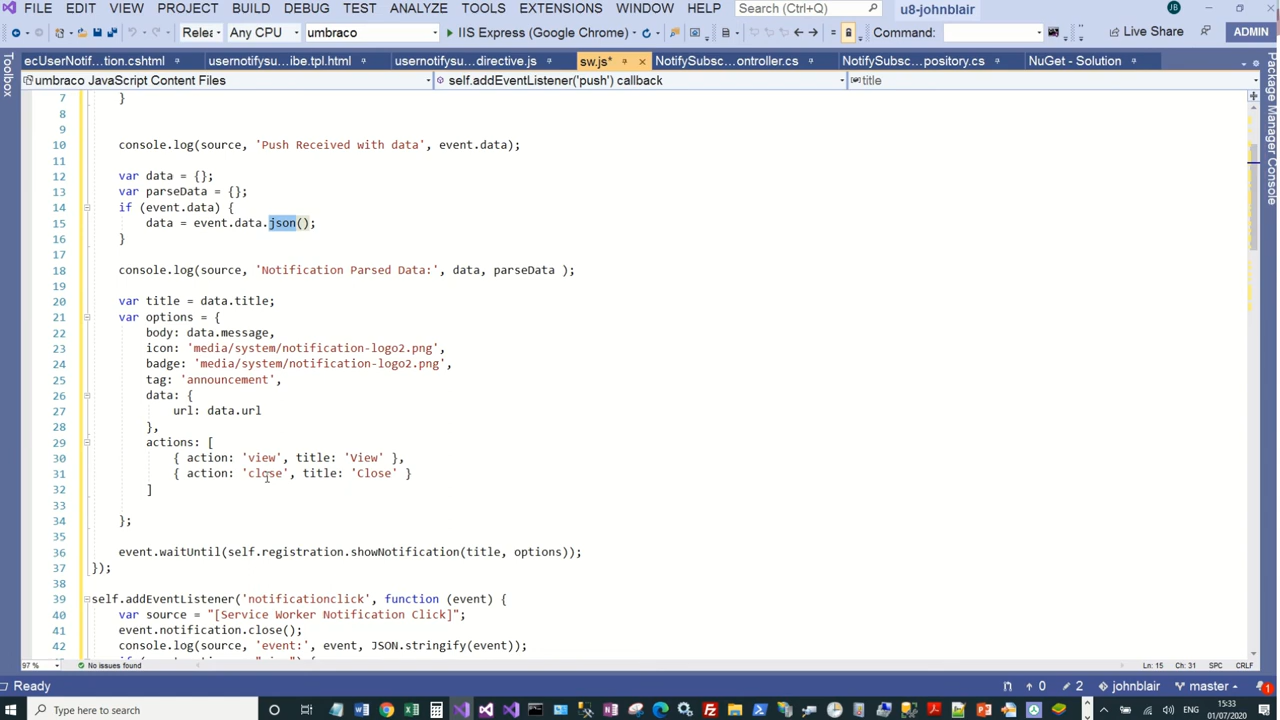 FILE EDIT VIEW PROJECT BUILD DEBUG TEST ANALYZE TOOLS EXTENSIONS WINDOW HELP Search (Ctrl+Q) u8-johnblair JB
Relea Any CPU umbraco IIS Express (Google Chrome) Command: Live Share ADMIN
ecUserNotif...tion.cshtml usernotifysu...ibe.tpl.html usernotifysu...directive.js sw.js* NotifySubsc...ontroller.cs NotifySubsc...pository.cs NuGet - Solution
umbraco JavaScript Content Files self.addEventListener('push') callback title
Toolbox
Package Manager Console
7 }
8
9
10 console.log(source, 'Push Received with data', event.data);
11
12 var data = {};
13 var parseData = {};
14 if (event.data) {
15 data = event.data.json();
16 }
17
18 console.log(source, 'Notification Parsed Data:', data, parseData );
19
20 var title = data.title;
21 var options = {
22 body: data.message,
23 icon: 'media/system/notification-logo2.png',
24 badge: 'media/system/notification-logo2.png',
25 tag: 'announcement',
26 data: {
27 url: data.url
28 },
29 actions: [
30 { action: 'view', title: 'View' },
31 { action: 'close', title: 'Close' }
32 ]
33
34 };
35
36 event.waitUntil(self.registration.showNotification(title, options));
37 });
38
39 self.addEventListener('notificationclick', function (event) {
40 var source = "[Service Worker Notification Click]";
41 event.notification.close();
42 console.log(source, 'event:', event, JSON.stringify(event));
97 % No issues found Ln: 15 Ch: 31 SPC CRLF
Ready 0 2 johnblair master 1
Type here to search 15:33
01/07/2020